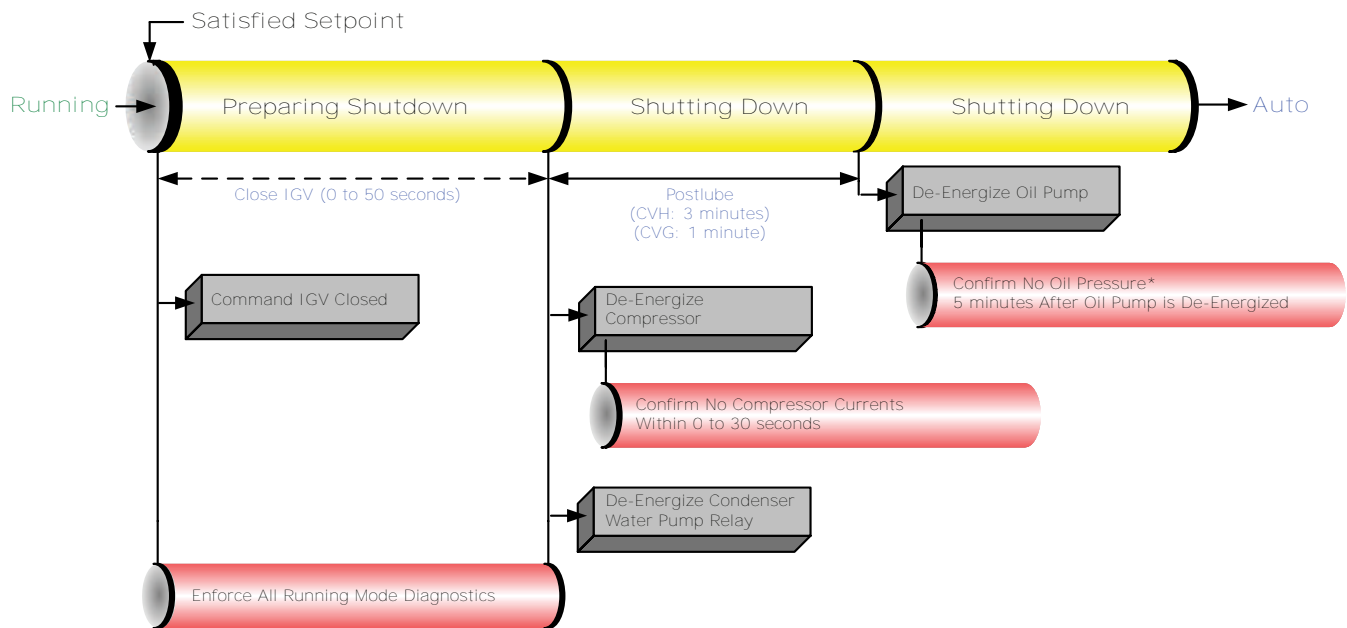 Satisfied Setpoint
Running
Preparing Shutdown
Shutting Down
Shutting Down
Auto
Close IGV (0 to 50 seconds)
Postlube
(CVH: 3 minutes)
(CVG: 1 minute)
De-Energize Oil Pump
Confirm No Oil Pressure*
5 minutes After Oil Pump is De-Energized
Command IGV Closed
De-Energize
Compressor
Confirm No Compressor Currents
Within 0 to 30 seconds
De-Energize Condenser
Water Pump Relay
Enforce All Running Mode Diagnostics